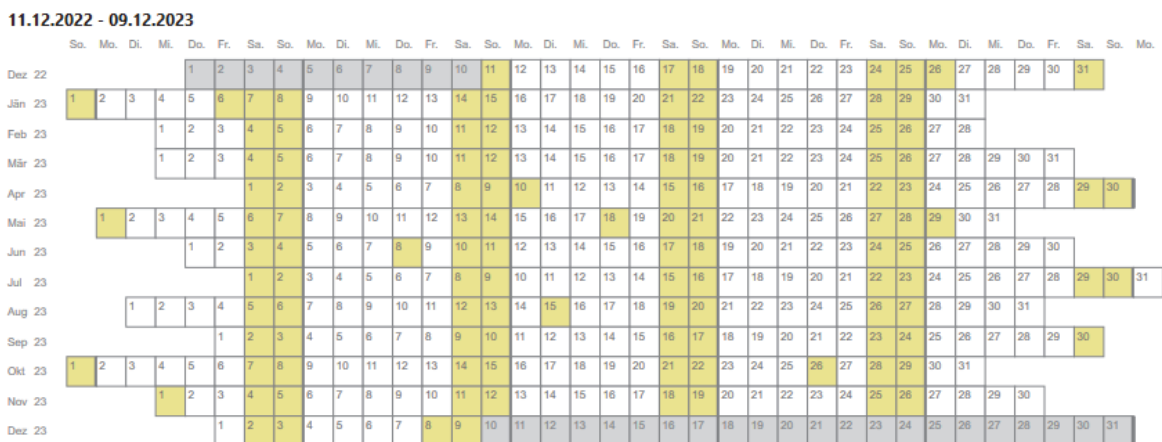 11.12.2022 - 09.12.2023
So. Mo. Di. Mi. Do. Fr. Sa. So. Mo. Di. Mi. Do. Fr. Sa. So. Mo. Di. Mi. Do. Fr. Sa. So. Mo. Di. Mi. Do. Fr. Sa. So. Mo. Di. Mi. Do. Fr. Sa. So. Mo.
Dez 22 1 2 3 4 5 6 7 8 9 10 11 12 13 14 15 16 17 18 19 20 21 22 23 24 25 26 27 28 29 30 31
Jän 23 1 2 3 4 5 6 7 8 9 10 11 12 13 14 15 16 17 18 19 20 21 22 23 24 25 26 27 28 29 30 31
Feb 23 1 2 3 4 5 6 7 8 9 10 11 12 13 14 15 16 17 18 19 20 21 22 23 24 25 26 27 28
Mär 23 1 2 3 4 5 6 7 8 9 10 11 12 13 14 15 16 17 18 19 20 21 22 23 24 25 26 27 28 29 30 31
Apr 23 1 2 3 4 5 6 7 8 9 10 11 12 13 14 15 16 17 18 19 20 21 22 23 24 25 26 27 28 29 30
Mai 23 1 2 3 4 5 6 7 8 9 10 11 12 13 14 15 16 17 18 19 20 21 22 23 24 25 26 27 28 29 30 31
Jun 23 1 2 3 4 5 6 7 8 9 10 11 12 13 14 15 16 17 18 19 20 21 22 23 24 25 26 27 28 29 30
Jul 23 1 2 3 4 5 6 7 8 9 10 11 12 13 14 15 16 17 18 19 20 21 22 23 24 25 26 27 28 29 30 31
Aug 23 1 2 3 4 5 6 7 8 9 10 11 12 13 14 15 16 17 18 19 20 21 22 23 24 25 26 27 28 29 30 31
Sep 23 1 2 3 4 5 6 7 8 9 10 11 12 13 14 15 16 17 18 19 20 21 22 23 24 25 26 27 28 29 30
Okt 23 1 2 3 4 5 6 7 8 9 10 11 12 13 14 15 16 17 18 19 20 21 22 23 24 25 26 27 28 29 30 31
Nov 23 1 2 3 4 5 6 7 8 9 10 11 12 13 14 15 16 17 18 19 20 21 22 23 24 25 26 27 28 29 30
Dez 23 1 2 3 4 5 6 7 8 9 10 11 12 13 14 15 16 17 18 19 20 21 22 23 24 25 26 27 28 29 30 31